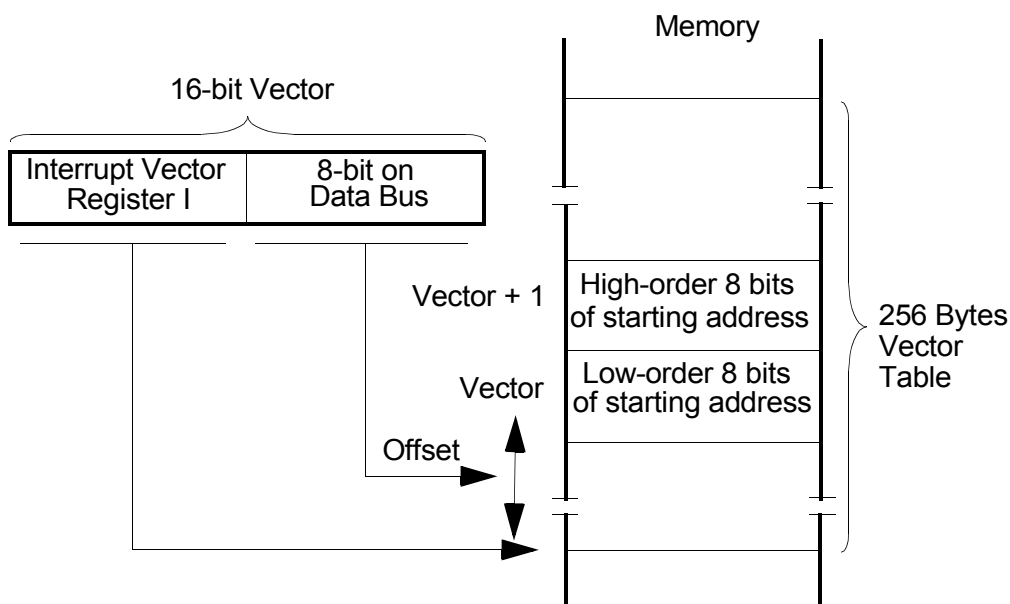 Memory
16-bit Vector
Interrupt Vector
Register I
8-bit on
Data Bus
Vector + 1
High-order 8 bits
of starting address
256 Bytes
Vector
Table
Vector
Low-order 8 bits
of starting address
Offset